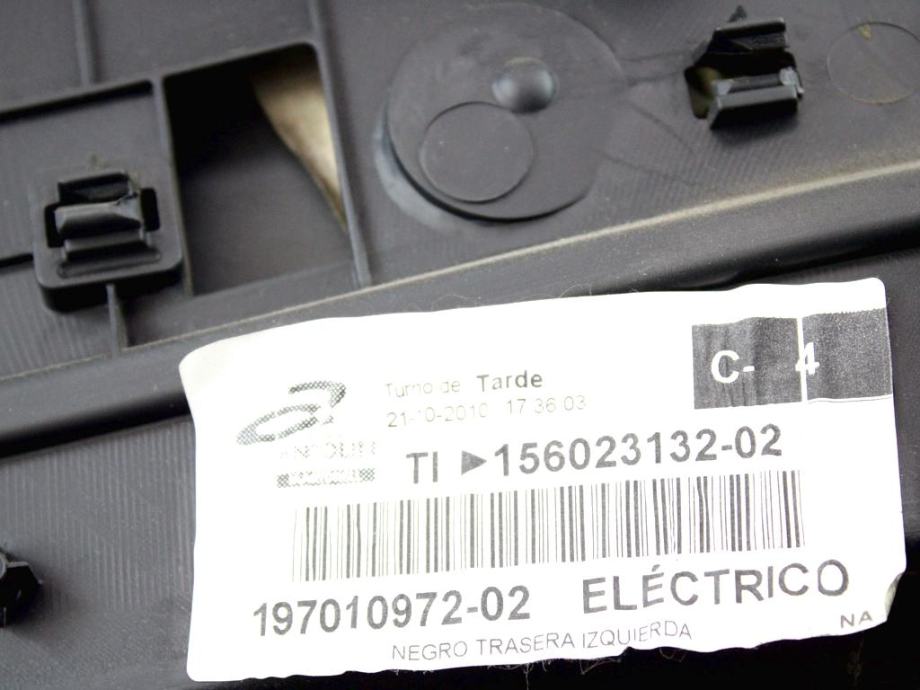 Turno de Tarde
C- 4
21-10-2010 17 36 03
TI ►156023132-02
197010972-02 ELÉCTRICO
NEGRO TRASERA IZQUIERDA
NA